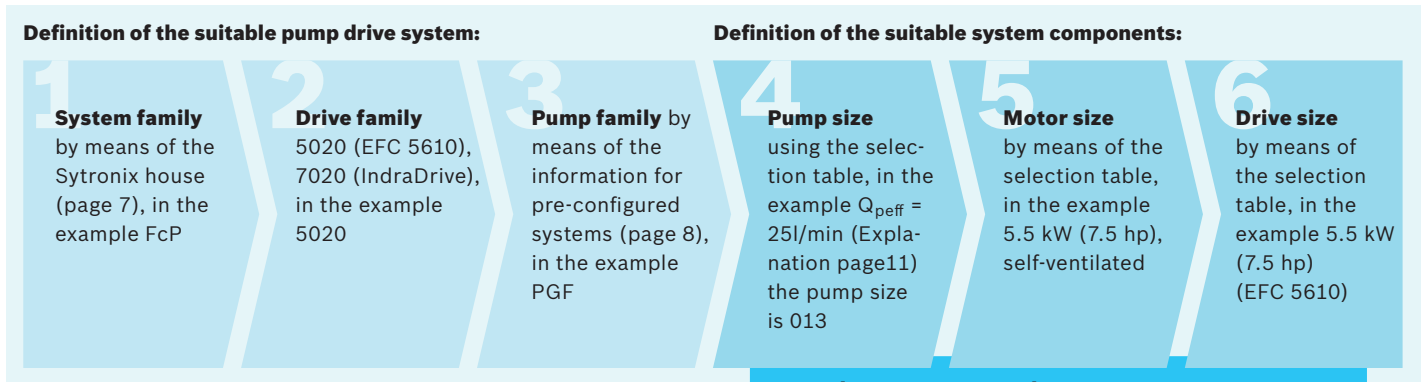 Definition of the suitable pump drive system:
Definition of the suitable system components:
1
System family
by means of the
Sytronix house
(page 7), in the
example FcP
2
Drive family
5020 (EFC 5610),
7020 (IndraDrive),
in the example
5020
3
Pump family by
means of the
information for
pre-configured
systems (page 8),
in the example
PGF
4
Pump size
using the selec-
tion table, in the
example Qpeff =
25l/min (Expla-
nation page11)
the pump size
is 013
5
Motor size
by means of the
selection table,
in the example
5.5 kW (7.5 hp),
self-ventilated
6
Drive size
by means of
the selection
table, in the
example 5.5 kW
(7.5 hp)
(EFC 5610)